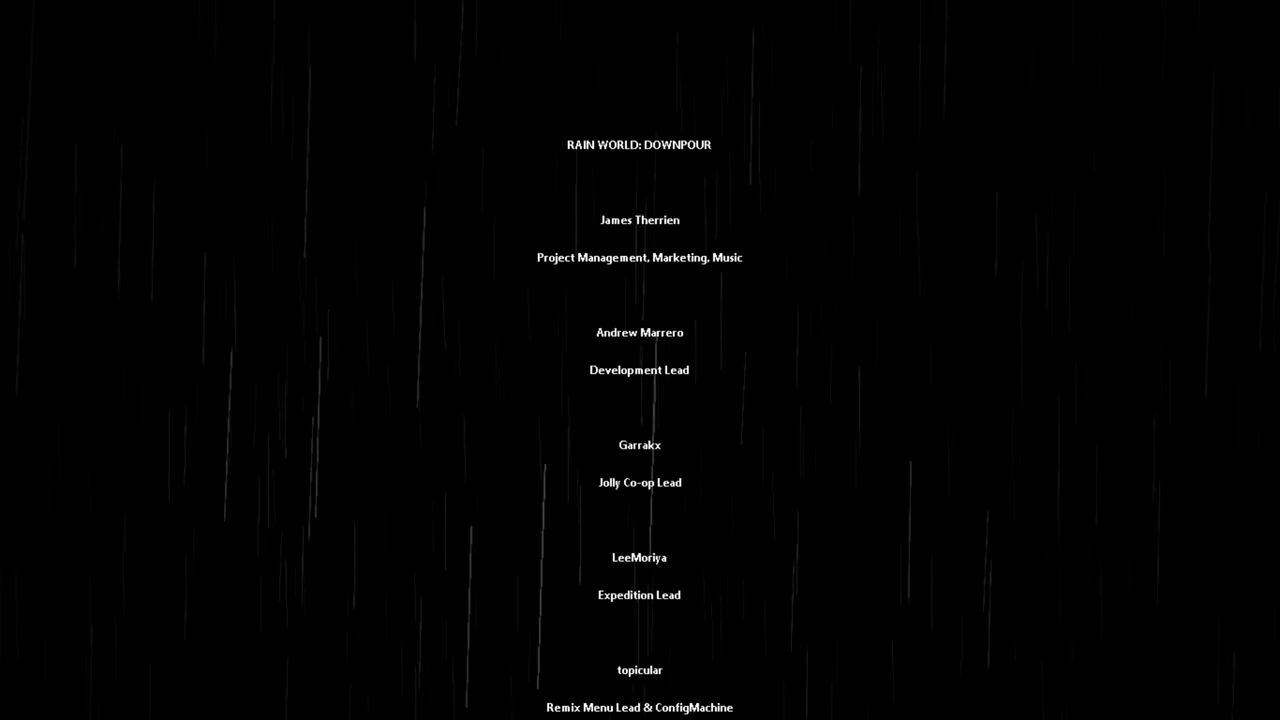 RAIN WORLD: DOWNPOUR
James Therrien
Project Management, Marketing, Music
Andrew Marrero
Development Lead
Garrakx
Jolly Co-op Lead
LeeMoriya
Expedition Lead
topicular
Remix Menu Lead & ConfigMachine